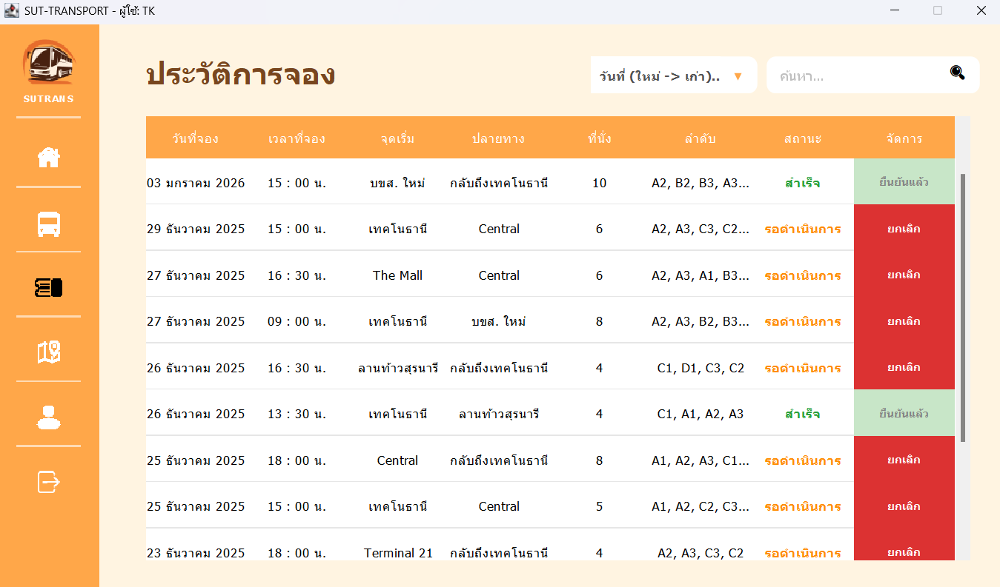 SUT-TRANSPORT - ผู้ใช้: TK
SUTRANS
ประวัติการจอง
วันที่ (ใหม่ -> เก่า)..
ค้นหา...
วันที่จอง เวลาที่จอง จุดเริ่ม ปลายทาง ที่นั่ง ลำดับ สถานะ จัดการ
03 มกราคม 2026 15 : 00 น. บขส. ใหม่ กลับถึงเทคโนธานี 10 A2, B2, B3, A3... สำเร็จ ยืนยันแล้ว
29 ธันวาคม 2025 15 : 00 น. เทคโนธานี Central 6 A2, A3, C3, C2... รอดำเนินการ ยกเลิก
27 ธันวาคม 2025 16 : 30 น. The Mall Central 6 A2, A3, A1, B3... รอดำเนินการ ยกเลิก
27 ธันวาคม 2025 09 : 00 น. เทคโนธานี บขส. ใหม่ 8 A2, A3, B2, B3... รอดำเนินการ ยกเลิก
26 ธันวาคม 2025 16 : 30 น. ลานท้าวสุรนารี กลับถึงเทคโนธานี 4 C1, D1, C3, C2 รอดำเนินการ ยกเลิก
26 ธันวาคม 2025 13 : 30 น. เทคโนธานี ลานท้าวสุรนารี 4 C1, A1, A2, A3 สำเร็จ ยืนยันแล้ว
25 ธันวาคม 2025 18 : 00 น. Central กลับถึงเทคโนธานี 8 A1, A2, A3, C1... รอดำเนินการ ยกเลิก
25 ธันวาคม 2025 15 : 00 น. เทคโนธานี Central 5 A1, A2, C2, C3... รอดำเนินการ ยกเลิก
23 ธันวาคม 2025 18 : 00 น. Terminal 21 กลับถึงเทคโนธานี 4 A2, A3, C3, C2 รอดำเนินการ ยกเลิก